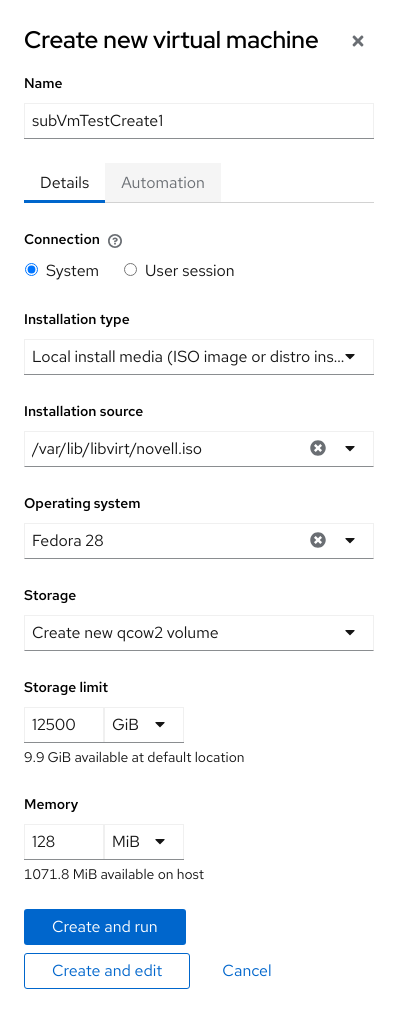 Create new virtual machine
Name
subVmTestCreate1
Details Automation
Connection
System User session
Installation type
Local install media (ISO image or distro ins...
Installation source
/var/lib/libvirt/novell.iso
Operating system
Fedora 28
Storage
Create new qcow2 volume
Storage limit
12500 GiB
9.9 GiB available at default location
Memory
128 MiB
1071.8 MiB available on host
Create and run
Create and edit Cancel